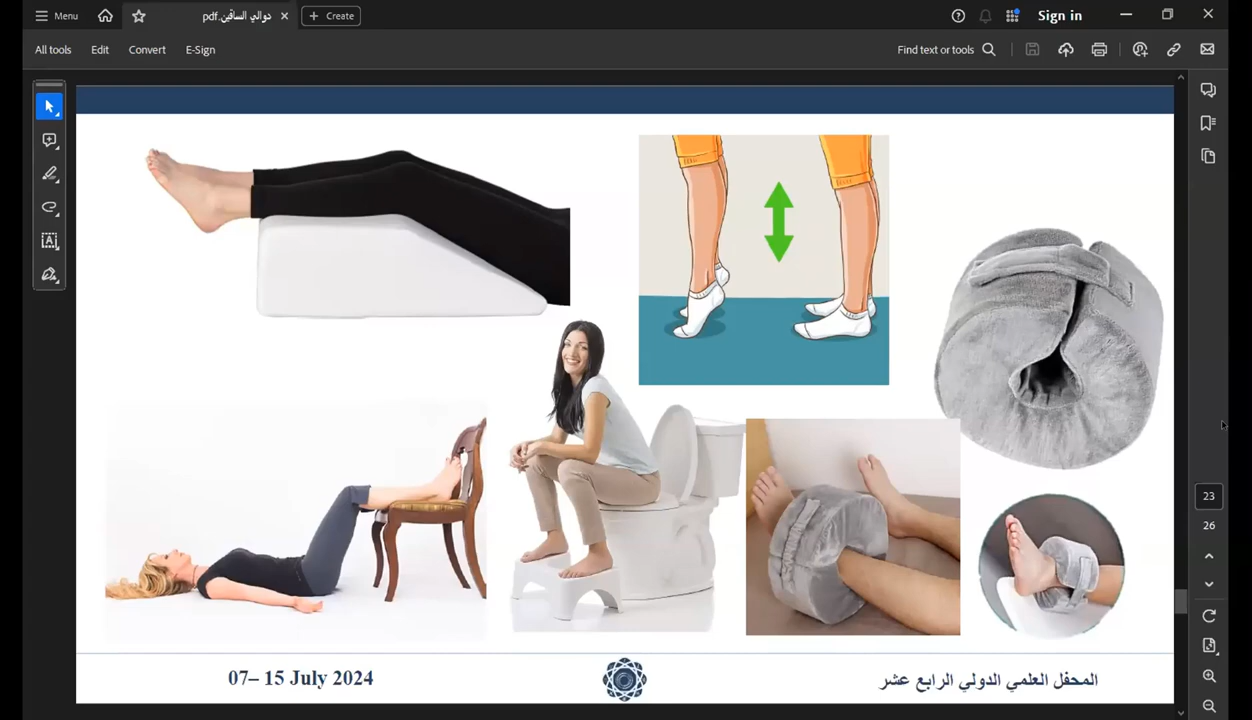 Menu
دوالي الساقين.pdf
Create
Sign in
All tools
Edit
Convert
E-Sign
Find text or tools
23
26
07– 15 July 2024
المحفل العلمي الدولي الرابع عشر